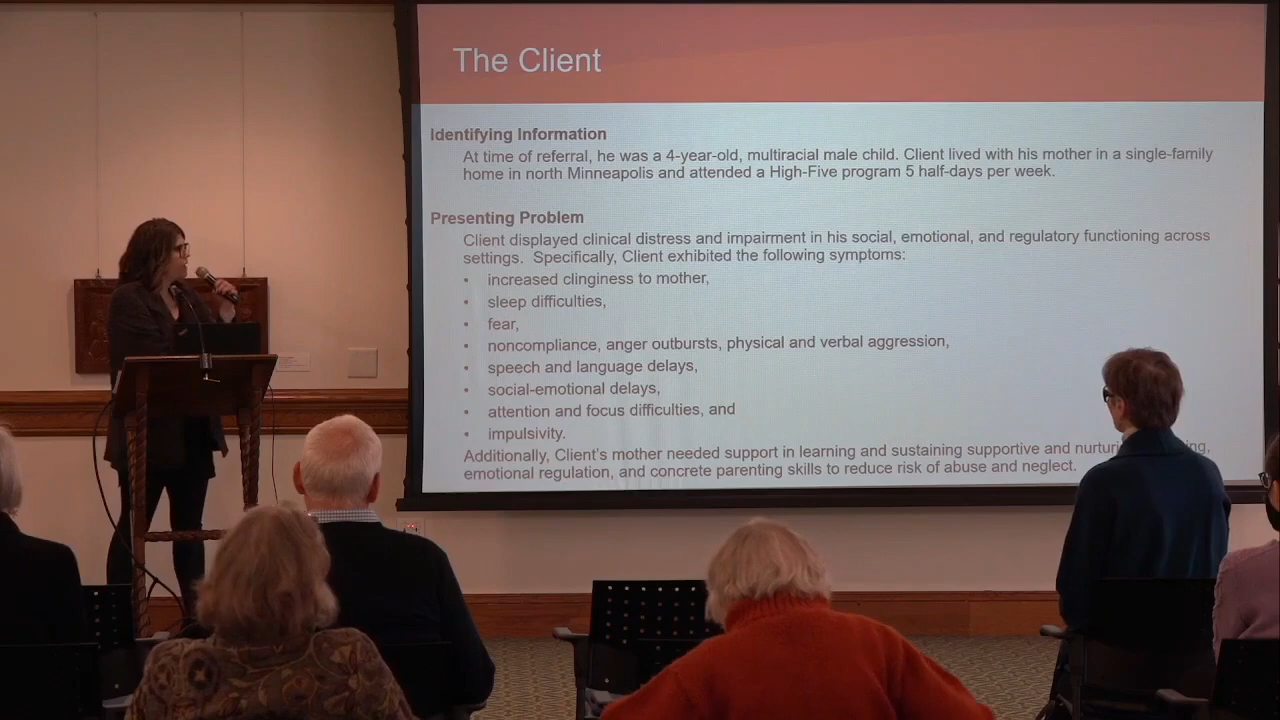 The Client
Identifying Information
At time of referral, he was a 4-year-old, multiracial male child. Client lived with his mother in a single-family
home in north Minneapolis and attended a High-Five program 5 half-days per week.
Presenting Problem
Client displayed clinical distress and impairment in his social, emotional, and regulatory functioning across
settings. Specifically, Client exhibited the following symptoms:
• increased clinginess to mother,
• sleep difficulties,
• fear,
• noncompliance, anger outbursts, physical and verbal aggression,
• speech and language delays,
• social-emotional delays,
• attention and focus difficulties, and
• impulsivity.
Additionally, Client's mother needed support in learning and sustaining supportive and
emotional regulation, and concrete parenting skills to reduce risk of abuse and neglect.